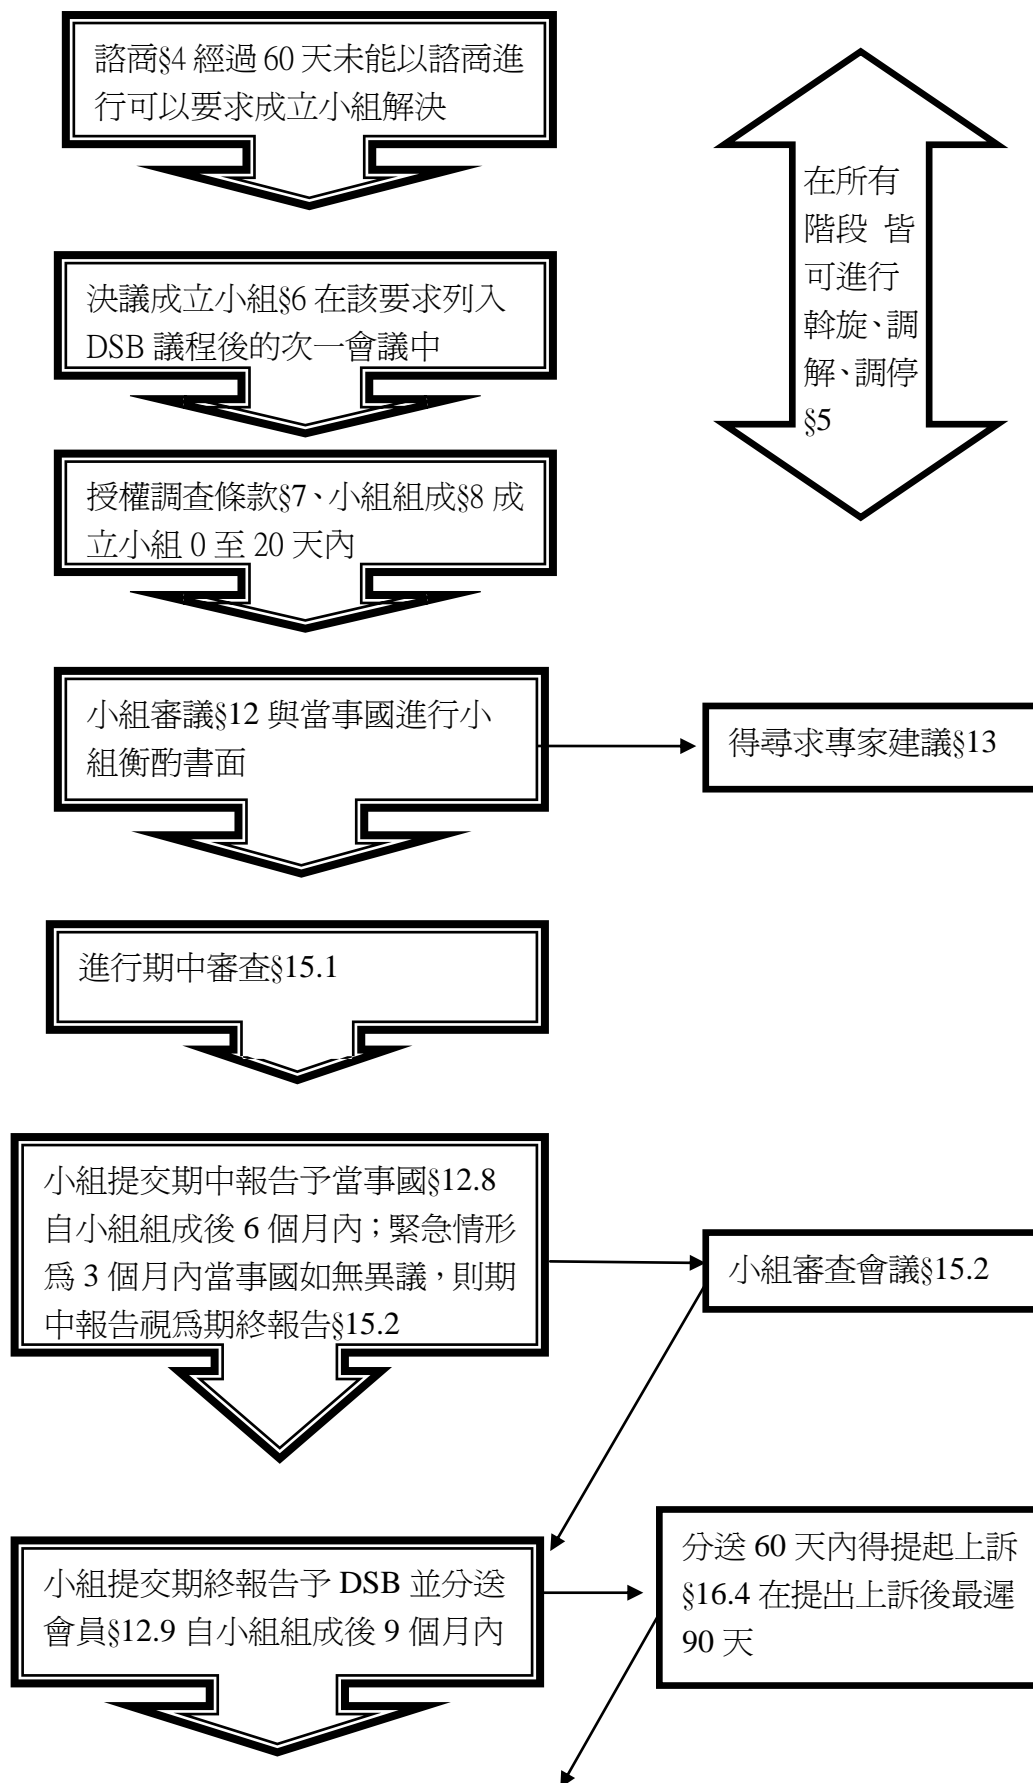 諮商§4 經過 60 天未能以諮商進
行可以要求成立小組解決
在所有
階段 皆
可進行
斡旋、調
解、調停
§5
決議成立小組§6 在該要求列入
DSB 議程後的次一會議中
授權調查條款§7、小組組成§8 成
立小組 0 至 20 天內
小組審議§12 與當事國進行小
組衡酌書面
得尋求專家建議§13
進行期中審查§15.1
小組提交期中報告予當事國§12.8
自小組組成後 6 個月內；緊急情形
為 3 個月內當事國如無異議，則期
中報告視為期終報告§15.2
小組審查會議§15.2
小組提交期終報告予 DSB 並分送
會員§12.9 自小組組成後 9 個月內
分送 60 天內得提起上訴
§16.4 在提出上訴後最遲
90 天